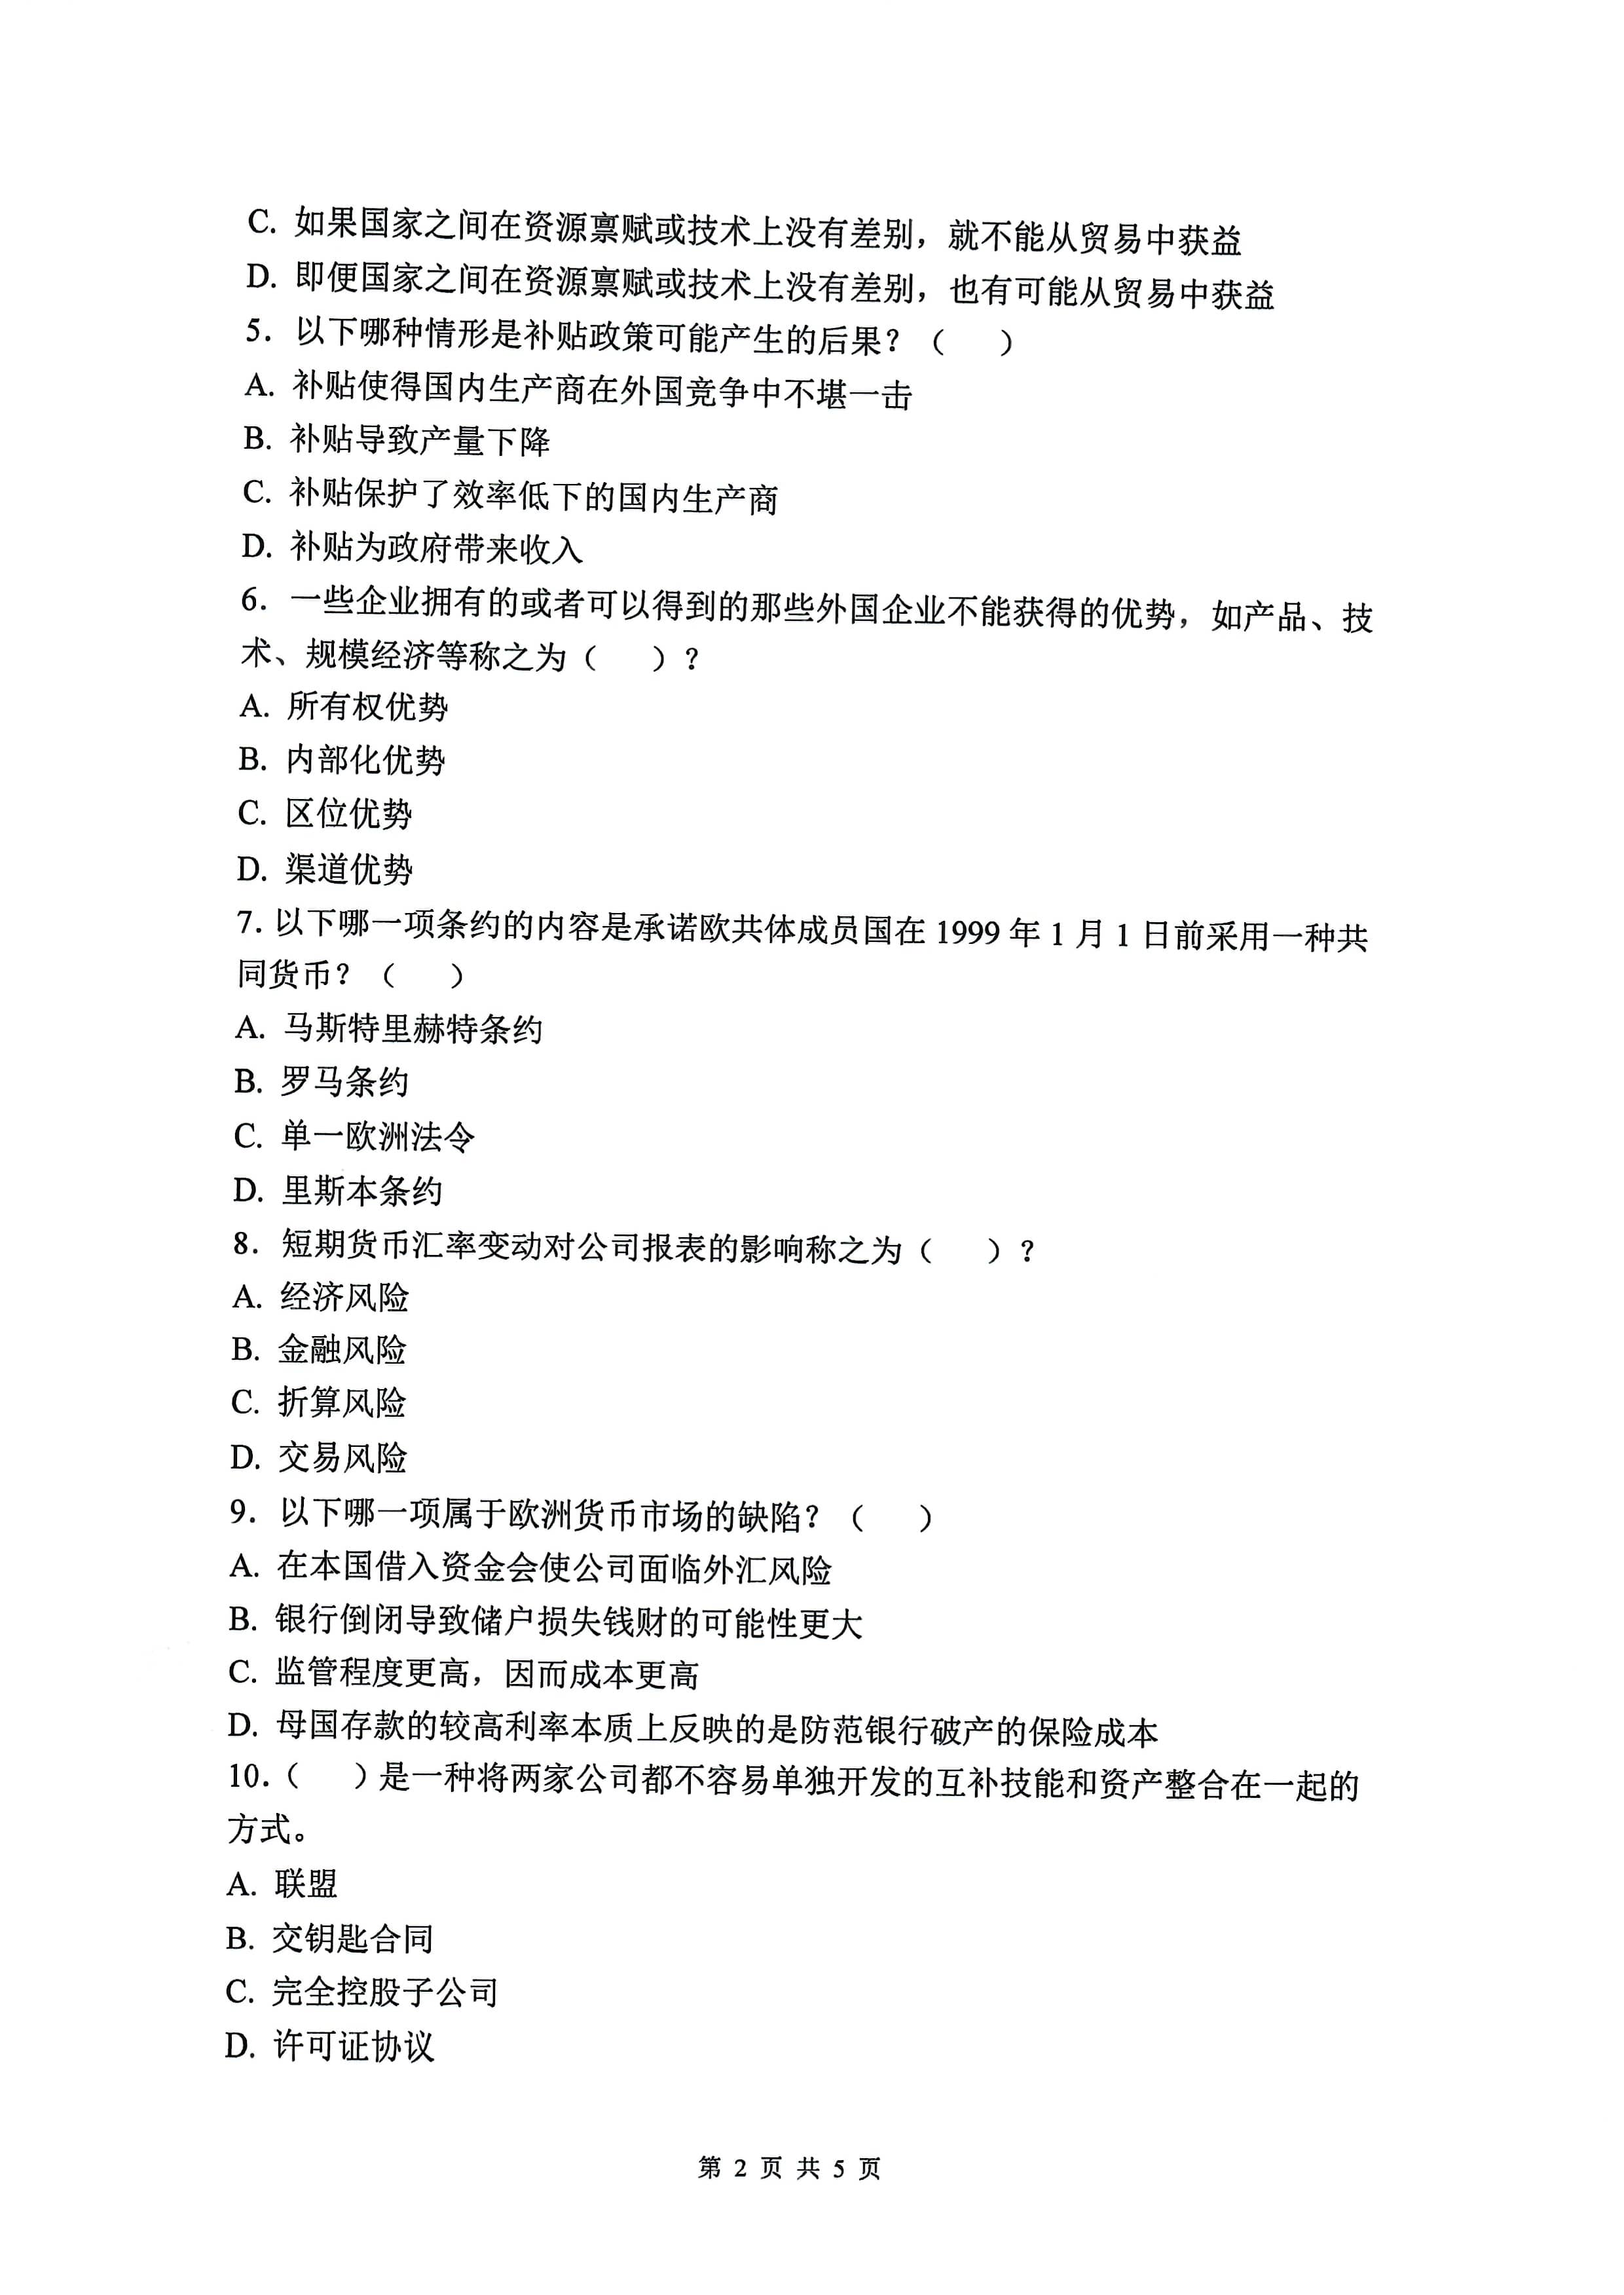 C. 如果国家之间在资源禀赋或技术上没有差别，就不能从贸易中获益
D. 即便国家之间在资源禀赋或技术上没有差别，也有可能从贸易中获益
5. 以下哪种情形是补贴政策可能产生的后果？（ ）
A. 补贴使得国内生产商在外国竞争中不堪一击
B. 补贴导致产量下降
C. 补贴保护了效率低下的国内生产商
D. 补贴为政府带来收入
6. 一些企业拥有的或者可以得到的那些外国企业不能获得的优势，如产品、技
术、规模经济等称之为（ ）？
A. 所有权优势
B. 内部化优势
C. 区位优势
D. 渠道优势
7. 以下哪一项条约的内容是承诺欧共体成员国在 1999 年 1 月 1 日前采用一种共
同货币？（ ）
A. 马斯特里赫特条约
B. 罗马条约
C. 单一欧洲法令
D. 里斯本条约
8. 短期货币汇率变动对公司报表的影响称之为（ ）？
A. 经济风险
B. 金融风险
C. 折算风险
D. 交易风险
9. 以下哪一项属于欧洲货币市场的缺陷？（ ）
A. 在本国借入资金会使公司面临外汇风险
B. 银行倒闭导致储户损失钱财的可能性更大
C. 监管程度更高，因而成本更高
D. 母国存款的较高利率本质上反映的是防范银行破产的保险成本
10.（ ）是一种将两家公司都不容易单独开发的互补技能和资产整合在一起的
方式。
A. 联盟
B. 交钥匙合同
C. 完全控股子公司
D. 许可证协议
第 2 页 共 5 页